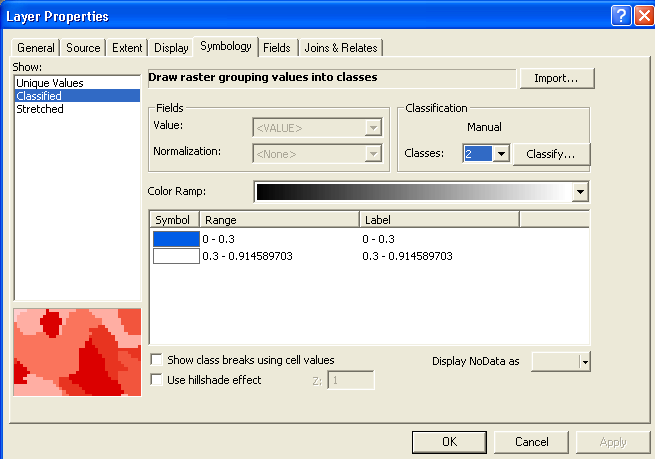 Layer Properties
General Source Extent Display Symbology Fields Joins & Relates
Show:
Unique Values
Classified
Stretched
Draw raster grouping values into classes
Import...
Fields
Value: <VALUE>
Normalization: <None>
Classification
Manual
Classes: 2 Classify...
Color Ramp:
Symbol Range Label
0 - 0.3 0 - 0.3
0.3 - 0.914589703 0.3 - 0.914589703
Show class breaks using cell values
Display NoData as
Use hillshade effect Z: 1
OK Cancel Apply